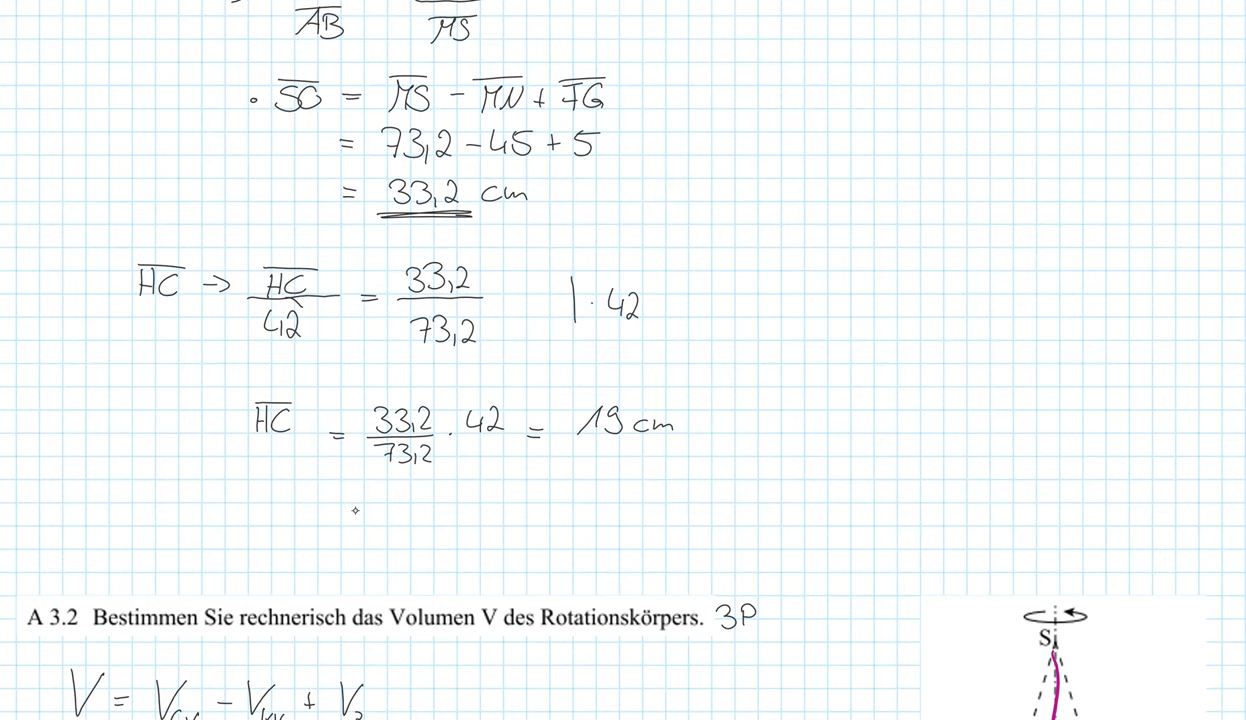 AB MS
• SG = MS - MN + FG
= 73,2 - 45 + 5
= 33,2 cm
HC → HC/42 = 33,2/73,2 | · 42
HC = 33,2/73,2 · 42 = 19 cm
A 3.2 Bestimmen Sie rechnerisch das Volumen V des Rotationskörpers. 3P
S
V = V - V + V